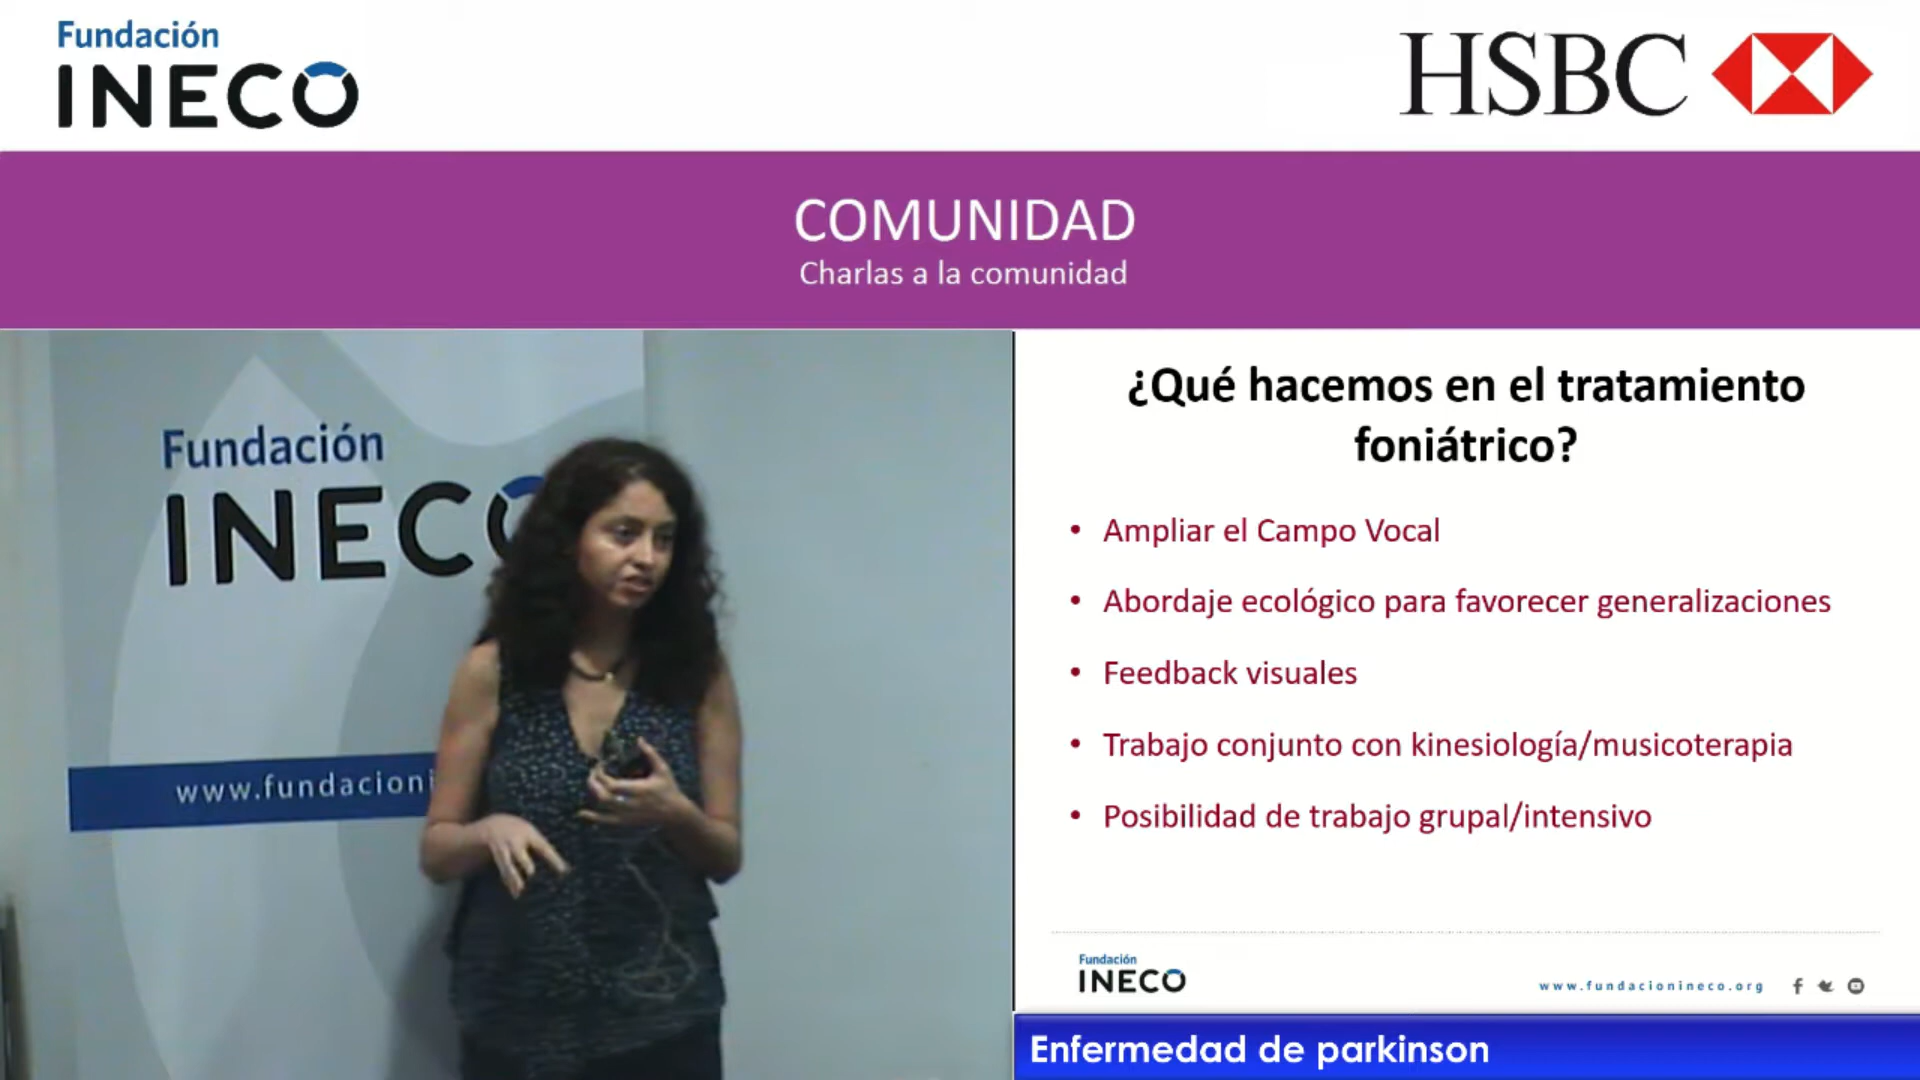 Fundación
INECO
HSBC
COMUNIDAD
Charlas a la comunidad
Fundación
INECO
www.fundacioni
¿Qué hacemos en el tratamiento
foniátrico?
• Ampliar el Campo Vocal
• Abordaje ecológico para favorecer generalizaciones
• Feedback visuales
• Trabajo conjunto con kinesiología/musicoterapia
• Posibilidad de trabajo grupal/intensivo
Fundación
INECO
www.fundacionineco.org
Enfermedad de parkinson